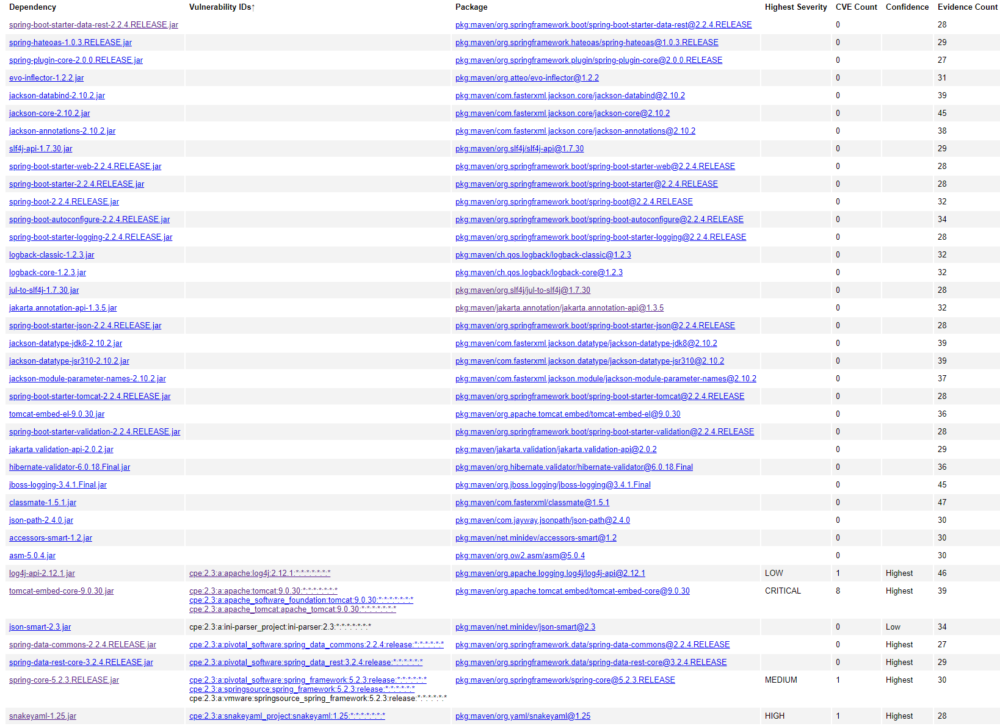 Dependency Vulnerability IDs↑ Package Highest Severity CVE Count Confidence Evidence Count
spring-boot-starter-data-rest-2.2.4.RELEASE.jar pkg:maven/org.springframework.boot/spring-boot-starter-data-rest@2.2.4.RELEASE 0 28
spring-hateoas-1.0.3.RELEASE.jar pkg:maven/org.springframework.hateoas/spring-hateoas@1.0.3.RELEASE 0 29
spring-plugin-core-2.0.0.RELEASE.jar pkg:maven/org.springframework.plugin/spring-plugin-core@2.0.0.RELEASE 0 27
evo-inflector-1.2.2.jar pkg:maven/org.atteo/evo-inflector@1.2.2 0 31
jackson-databind-2.10.2.jar pkg:maven/com.fasterxml.jackson.core/jackson-databind@2.10.2 0 39
jackson-core-2.10.2.jar pkg:maven/com.fasterxml.jackson.core/jackson-core@2.10.2 0 45
jackson-annotations-2.10.2.jar pkg:maven/com.fasterxml.jackson.core/jackson-annotations@2.10.2 0 38
slf4j-api-1.7.30.jar pkg:maven/org.slf4j/slf4j-api@1.7.30 0 29
spring-boot-starter-web-2.2.4.RELEASE.jar pkg:maven/org.springframework.boot/spring-boot-starter-web@2.2.4.RELEASE 0 28
spring-boot-starter-2.2.4.RELEASE.jar pkg:maven/org.springframework.boot/spring-boot-starter@2.2.4.RELEASE 0 28
spring-boot-2.2.4.RELEASE.jar pkg:maven/org.springframework.boot/spring-boot@2.2.4.RELEASE 0 32
spring-boot-autoconfigure-2.2.4.RELEASE.jar pkg:maven/org.springframework.boot/spring-boot-autoconfigure@2.2.4.RELEASE 0 34
spring-boot-starter-logging-2.2.4.RELEASE.jar pkg:maven/org.springframework.boot/spring-boot-starter-logging@2.2.4.RELEASE 0 28
logback-classic-1.2.3.jar pkg:maven/ch.qos.logback/logback-classic@1.2.3 0 32
logback-core-1.2.3.jar pkg:maven/ch.qos.logback/logback-core@1.2.3 0 32
jul-to-slf4j-1.7.30.jar pkg:maven/org.slf4j/jul-to-slf4j@1.7.30 0 28
jakarta.annotation-api-1.3.5.jar pkg:maven/jakarta.annotation/jakarta.annotation-api@1.3.5 0 32
spring-boot-starter-json-2.2.4.RELEASE.jar pkg:maven/org.springframework.boot/spring-boot-starter-json@2.2.4.RELEASE 0 28
jackson-datatype-jdk8-2.10.2.jar pkg:maven/com.fasterxml.jackson.datatype/jackson-datatype-jdk8@2.10.2 0 39
jackson-datatype-jsr310-2.10.2.jar pkg:maven/com.fasterxml.jackson.datatype/jackson-datatype-jsr310@2.10.2 0 39
jackson-module-parameter-names-2.10.2.jar pkg:maven/com.fasterxml.jackson.module/jackson-module-parameter-names@2.10.2 0 37
spring-boot-starter-tomcat-2.2.4.RELEASE.jar pkg:maven/org.springframework.boot/spring-boot-starter-tomcat@2.2.4.RELEASE 0 28
tomcat-embed-el-9.0.30.jar pkg:maven/org.apache.tomcat.embed/tomcat-embed-el@9.0.30 0 36
spring-boot-starter-validation-2.2.4.RELEASE.jar pkg:maven/org.springframework.boot/spring-boot-starter-validation@2.2.4.RELEASE 0 28
jakarta.validation-api-2.0.2.jar pkg:maven/jakarta.validation/jakarta.validation-api@2.0.2 0 29
hibernate-validator-6.0.18.Final.jar pkg:maven/org.hibernate.validator/hibernate-validator@6.0.18.Final 0 36
jboss-logging-3.4.1.Final.jar pkg:maven/org.jboss.logging/jboss-logging@3.4.1.Final 0 45
classmate-1.5.1.jar pkg:maven/com.fasterxml/classmate@1.5.1 0 47
json-path-2.4.0.jar pkg:maven/com.jayway.jsonpath/json-path@2.4.0 0 30
accessors-smart-1.2.jar pkg:maven/net.minidev/accessors-smart@1.2 0 30
asm-5.0.4.jar pkg:maven/org.ow2.asm/asm@5.0.4 0 30
log4j-api-2.12.1.jar cpe:2.3:a:apache:log4j:2.12.1:*:*:*:*:*:*:* pkg:maven/org.apache.logging.log4j/log4j-api@2.12.1 LOW 1 Highest 46
tomcat-embed-core-9.0.30.jar cpe:2.3:a:apache:tomcat:9.0.30:*:*:*:*:*:*:* pkg:maven/org.apache.tomcat.embed/tomcat-embed-core@9.0.30 CRITICAL 8 Highest 39
cpe:2.3:a:apache_software_foundation:tomcat:9.0.30:*:*:*:*:*:*:*
cpe:2.3:a:apache_tomcat:apache_tomcat:9.0.30:*:*:*:*:*:*:*
json-smart-2.3.jar cpe:2.3:a:ini-parser_project:ini-parser:2.3:*:*:*:*:*:*:* pkg:maven/net.minidev/json-smart@2.3 0 Low 34
spring-data-commons-2.2.4.RELEASE.jar cpe:2.3:a:pivotal_software:spring_data_commons:2.2.4:release:*:*:*:*:*:* pkg:maven/org.springframework.data/spring-data-commons@2.2.4.RELEASE 0 Highest 27
spring-data-rest-core-3.2.4.RELEASE.jar cpe:2.3:a:pivotal_software:spring_data_rest:3.2.4:release:*:*:*:*:*:* pkg:maven/org.springframework.data/spring-data-rest-core@3.2.4.RELEASE 0 Highest 29
spring-core-5.2.3.RELEASE.jar cpe:2.3:a:pivotal_software:spring_framework:5.2.3:release:*:*:*:*:*:* pkg:maven/org.springframework/spring-core@5.2.3.RELEASE MEDIUM 1 Highest 30
cpe:2.3:a:springsource:spring_framework:5.2.3:release:*:*:*:*:*:*
cpe:2.3:a:vmware:springsource_spring_framework:5.2.3:release:*:*:*:*:*:*
snakeyaml-1.25.jar cpe:2.3:a:snakeyaml_project:snakeyaml:1.25:*:*:*:*:*:*:* pkg:maven/org.yaml/snakeyaml@1.25 HIGH 1 Highest 28